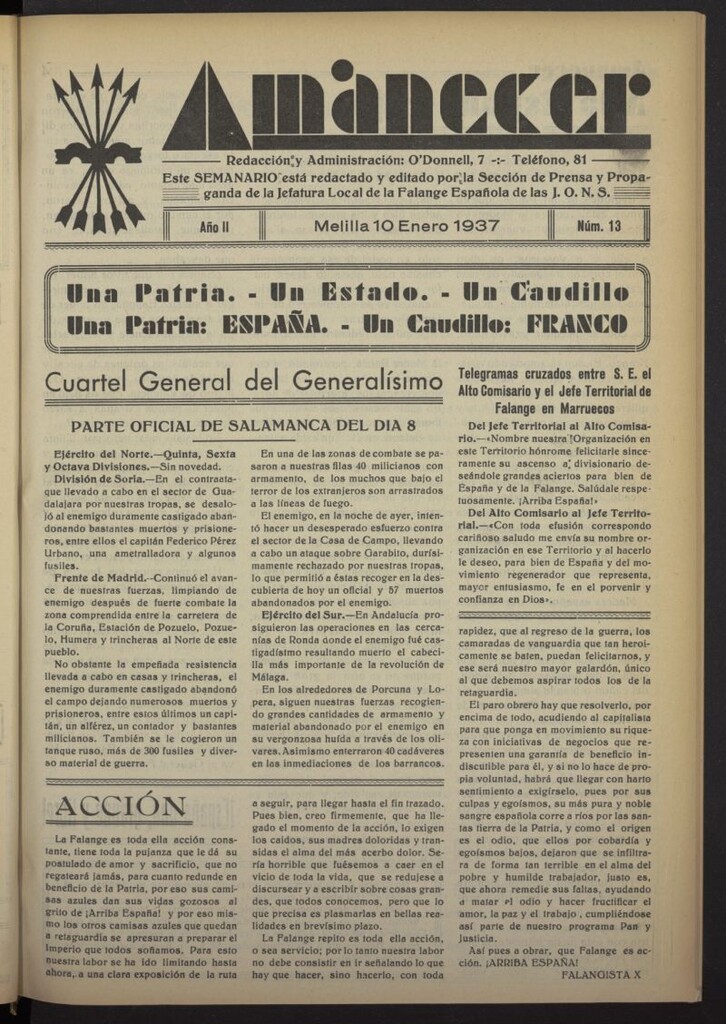 Amanecer
Redacción y Administración: O'Donnell, 7 -:- Teléfono, 81
Este SEMANARIO está redactado y editado por la Sección de Prensa y Propa-
ganda de la Jefatura Local de la Falange Española de las J. O. N. S.
Año II
Melilla 10 Enero 1937
Núm. 13
Una Patria. - Un Estado. - Un Caudillo
Una Patria: ESPAÑA. - Un Caudillo: FRANCO
Cuartel General del Generalísimo
PARTE OFICIAL DE SALAMANCA DEL DIA 8
Ejército del Norte.—Quinta, Sexta
y Octava Divisiones.—Sin novedad.
División de Soria.—En el contraata-
que llevado a cabo en el sector de Gua-
dalajara por nuestras tropas, se desalo-
jó al enemigo duramente castigado aban-
donando bastantes muertos y prisione-
ros, entre ellos el capitán Federico Pérez
Urbano, una ametralladora y algunos
fusiles.
Frente de Madrid.--Continuó el avan-
ce de nuestras fuerzas, limpiando de
enemigo después de fuerte combate la
zona comprendida entre la carretera de
la Coruña, Estación de Pozuelo, Pozue-
lo, Humera y trincheras al Norte de este
pueblo.
No obstante la empeñada resistencia
llevada a cabo en casas y trincheras, el
enemigo duramente castigado abandonó
el campo dejando numerosos muertos y
prisioneros, entre estos últimos un capi-
tán, un alférez, un contador y bastantes
milicianos. También se le cogieron un
tanque ruso, más de 300 fusiles y diver-
so material de guerra.
En una de las zonas de combate se pa-
saron a nuestras filas 40 milicianos con
armamento, de los muchos que bajo el
terror de los extranjeros son arrastrados
a las líneas de fuego.
El enemigo, en la noche de ayer, inten-
tó hacer un desesperado esfuerzo contra
el sector de la Casa de Campo, llevando
a cabo un ataque sobre Garabito, durísi-
mamente rechazado por nuestras tropas,
lo que permitió a éstas recoger en la des-
cubierta de hoy un oficial y 57 muertos
abandonados por el enemigo.
Ejército del Sur.—En Andalucía pro-
siguieron las operaciones en las cerca-
nías de Ronda donde el enemigo fué cas-
tigadísimo resultando muerto el cabeci-
lla más importante de la revolución de
Málaga.
En los alrededores de Porcuna y Lo-
pera, siguen nuestras fuerzas recogien-
do grandes cantidades de armamento y
material abandonado por el enemigo en
su vergonzosa huída a través de los oli-
vares. Asimismo enterraron 40 cadáveres
en las inmediaciones de los barrancos.
Telegramas cruzados entre S. E. el
Alto Comisario y el Jefe Territorial de
Falange en Marruecos
Del Jefe Territorial al Alto Comisa-
rio.—«Nombre nuestra Organización en
este Territorio hónrome felicitarle since-
ramente su ascenso a divisionario de-
seándole grandes aciertos para bien de
España y de la Falange. Salúdale respe-
tuosamente. ¡Arriba España!»
Del Alto Comisario al Jefe Territo-
rial.—«Con toda efusión correspondo
cariñoso saludo me envía su nombre or-
ganización en ese Territorio y al hacerlo
le deseo, para bien de España y del mo-
vimiento regenerador que representa,
mayor entusiasmo, fe en el porvenir y
confianza en Dios».
ACCIÓN
La Falange es toda ella acción cons-
tante, tiene toda la pujanza que le dá su
postulado de amor y sacrificio, que no
regateará jamás, para cuanto redunde en
beneficio de la Patria, por eso sus cami-
sas azules dan sus vidas gozosos al
grito de ¡Arriba España! y por eso mis-
mo los otros camisas azules que quedan
a retaguardia se apresuran a preparar el
Imperio que todos soñamos. Para esto
nuestra labor se ha ido limitando hasta
ahora, a una clara exposición de la ruta
a seguir, para llegar hasta el fin trazado.
Pues bien, creo firmemente, que ha lle-
gado el momento de la acción, lo exigen
los caidos, sus madres doloridas y tran-
sidas el alma del más acerbo dolor. Se-
ría horrible que fuésemos a caer en el
vicio de toda la vida, que se redujese a
discursear y a escribir sobre cosas gran-
des, que todos conocemos, pero que lo
que precisa es plasmarlas en bellas rea-
lidades en brevísimo plazo.
La Falange repito es toda ella acción,
o sea servicio; por lo tanto nuestra labor
no debe consistir en ir señalando lo que
hay que hacer, sino hacerlo, con toda
rapidez, que al regreso de la guerra, los
camaradas de vanguardia que tan heroi-
camente se baten, puedan felicitarnos, y
ese será nuestro mayor galardón, único
al que debemos aspirar todos los de la
retaguardia.
El paro obrero hay que resolverlo, por
encima de todo, acudiendo al capitalista
para que ponga en movimiento su rique-
za con iniciativas de negocios que re-
presenten una garantía de beneficio in-
discutible para él, y si no lo hace de pro-
pia voluntad, habrá que llegar con harto
sentimiento a exigírselo, pues por sus
culpas y egoísmos, su más pura y noble
sangre española corre a ríos por las san-
tas tierra de la Patria, y como el origen
es el odio, que ellos por cobardía y
egoísmos bajos, dejaron que se infiltra-
ra de forma tan terrible en el alma del
pobre y humilde trabajador, justo es,
que ahora remedie sus faltas, ayudando
a matar el odio y hacer fructificar el
amor, la paz y el trabajo, cumpliéndose
así parte de nuestro programa Pan y
Justicia.
Así pues a obrar, que Falange es ac-
ción. ¡ARRIBA ESPAÑA!
FALANGISTA X